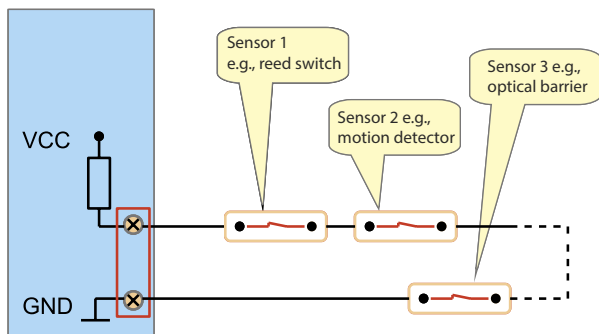 Sensor 1
e.g., reed switch
Sensor 2 e.g.,
motion detector
Sensor 3 e.g.,
optical barrier
VCC
GND